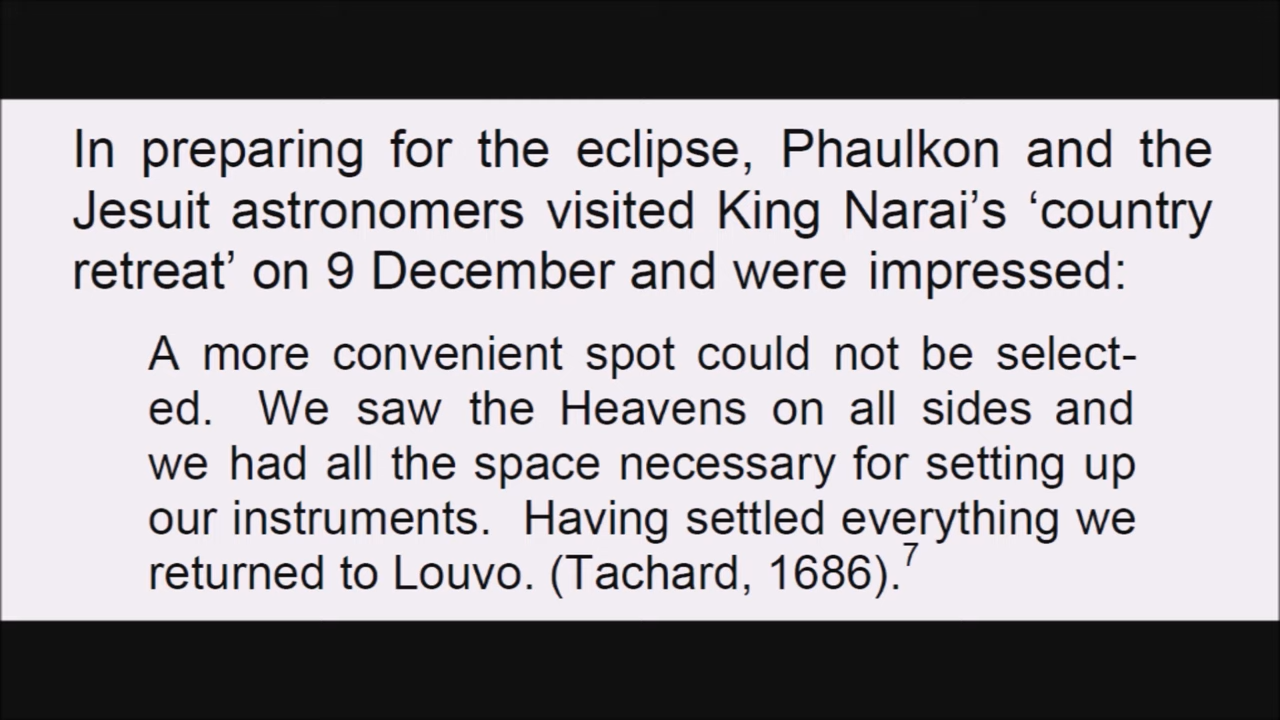 In preparing for the eclipse, Phaulkon and the
Jesuit astronomers visited King Narai’s ‘country
retreat’ on 9 December and were impressed:
A more convenient spot could not be select-
ed. We saw the Heavens on all sides and
we had all the space necessary for setting up
our instruments. Having settled everything we
returned to Louvo. (Tachard, 1686).7